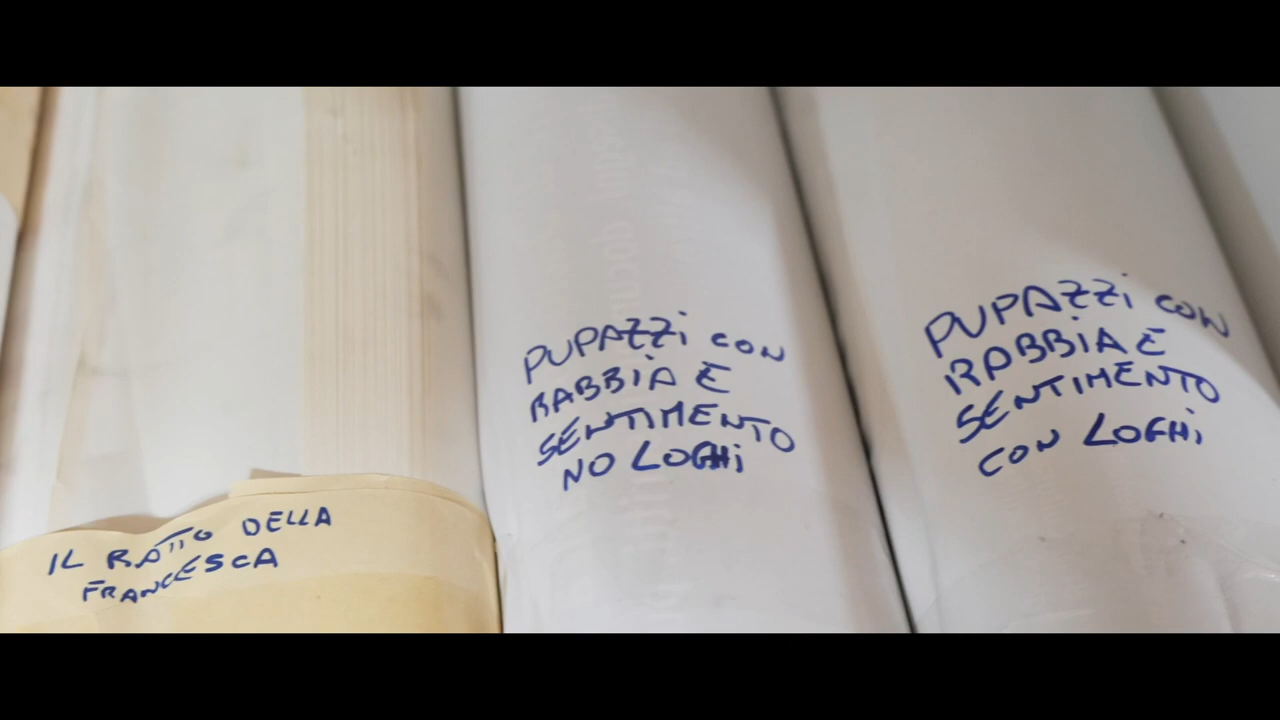 IL RATTO DELLA
FRANCESCA
PUPAZZI CON
RABBIA E
SENTIMENTO
NO LOGHI
PUPAZZI CON
RABBIA E
SENTIMENTO
CON LOGHI